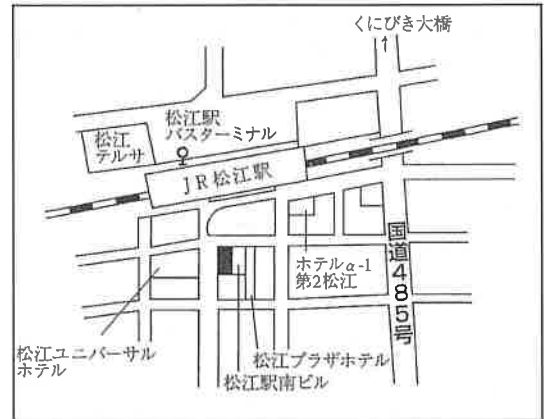 くにびき大橋
↑
松江駅
バスターミナル
松江
テルサ
JR松江駅
ホテルα-1
第2松江
国道485号
松江ユニバーサル
ホテル
松江プラザホテル
松江駅南ビル